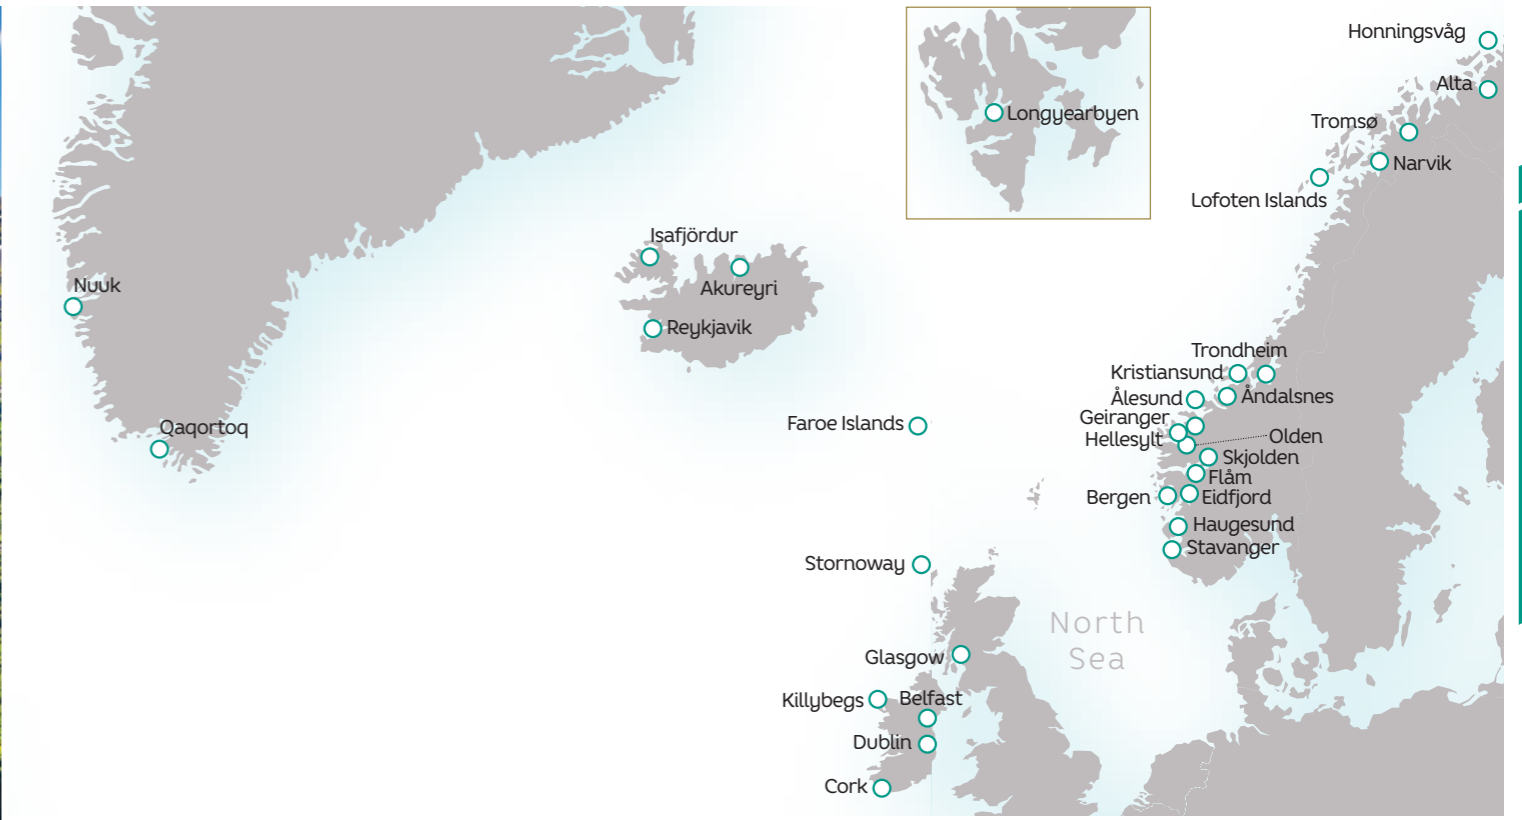 Honningsvåg
Alta
Longyearbyen
Tromsø
Narvik
Lofoten Islands
Isafjördur
Nuuk
Akureyri
Reykjavik
Trondheim
Kristiansund
Ålesund
Åndalsnes
Geiranger
Faroe Islands
Qaqortoq
Hellesylt
Olden
Skjolden
Flåm
Bergen
Eidfjord
Haugesund
Stavanger
Stornoway
North
Sea
Glasgow
Killybegs
Belfast
Dublin
Cork